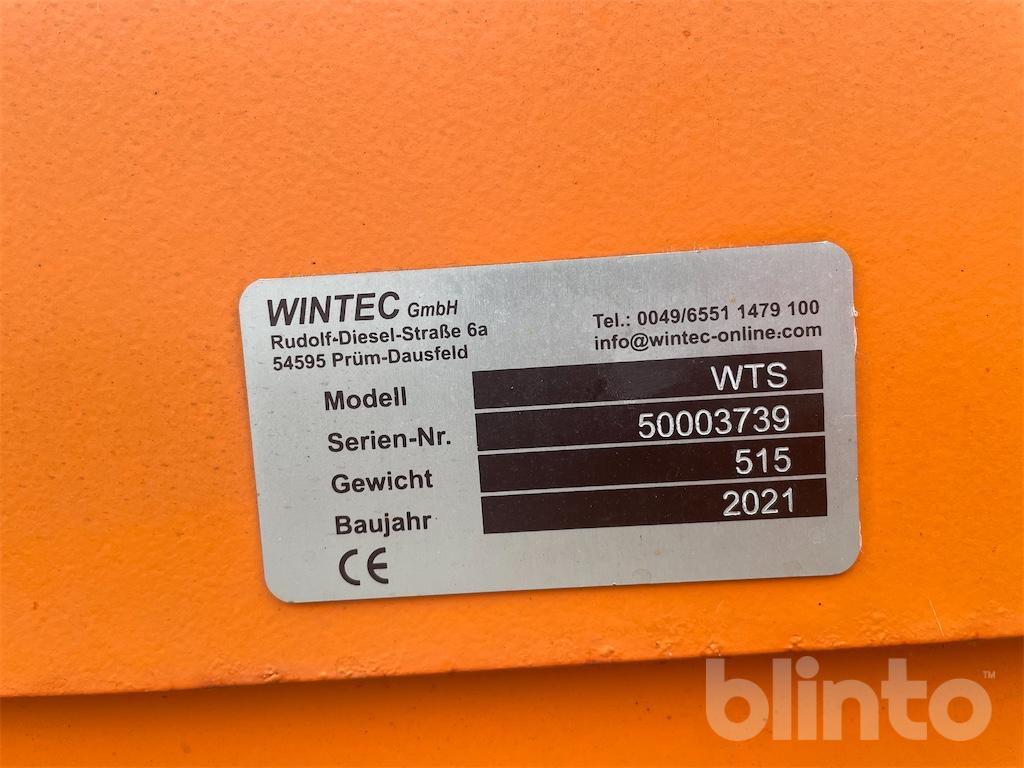 WINTEC GmbH
Rudolf-Diesel-Straße 6a
54595 Prüm-Dausfeld
Tel.: 0049/6551 1479 100
info@wintec-online.com
Modell WTS
Serien-Nr. 50003739
Gewicht 515
Baujahr 2021
CE
blinto™